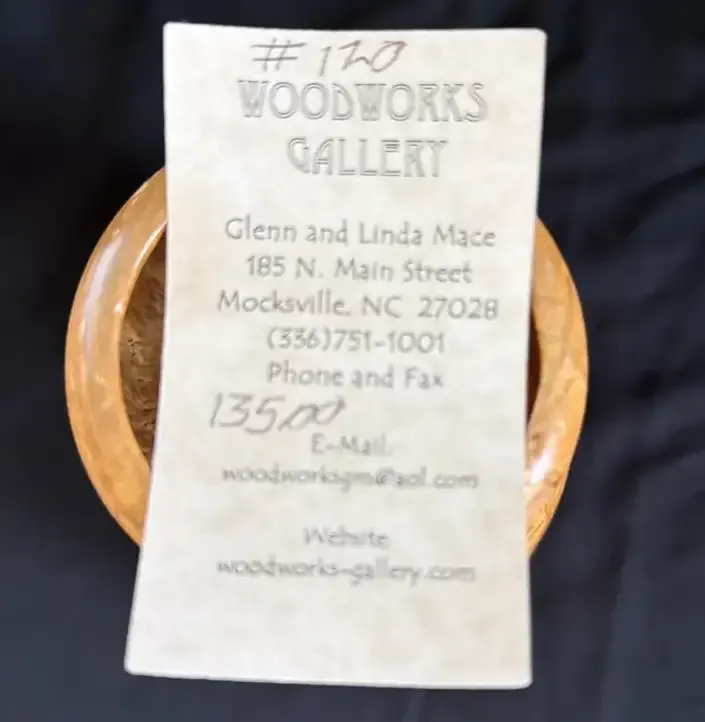 #120
WOODWORKS
GALLERY
Glenn and Linda Mace
185 N. Main Street
Mocksville, NC 27028
(336)751-1001
Phone and Fax
135.00
E-Mail:
woodworksgm@aol.com
Website
woodworks-gallery.com